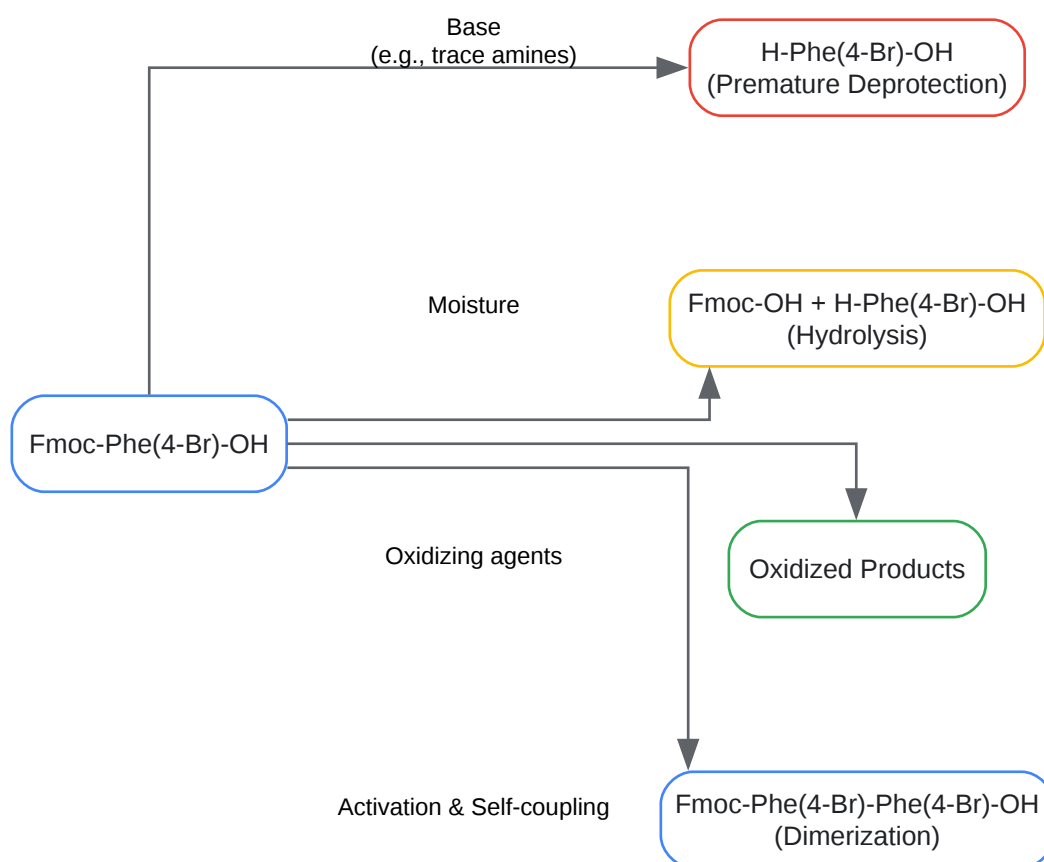 Base
(e.g., trace amines)
H-Phe(4-Br)-OH
(Premature Deprotection)
Moisture
Fmoc-OH + H-Phe(4-Br)-OH
(Hydrolysis)
Fmoc-Phe(4-Br)-OH
Oxidizing agents
Oxidized Products
Activation & Self-coupling
Fmoc-Phe(4-Br)-Phe(4-Br)-OH
(Dimerization)